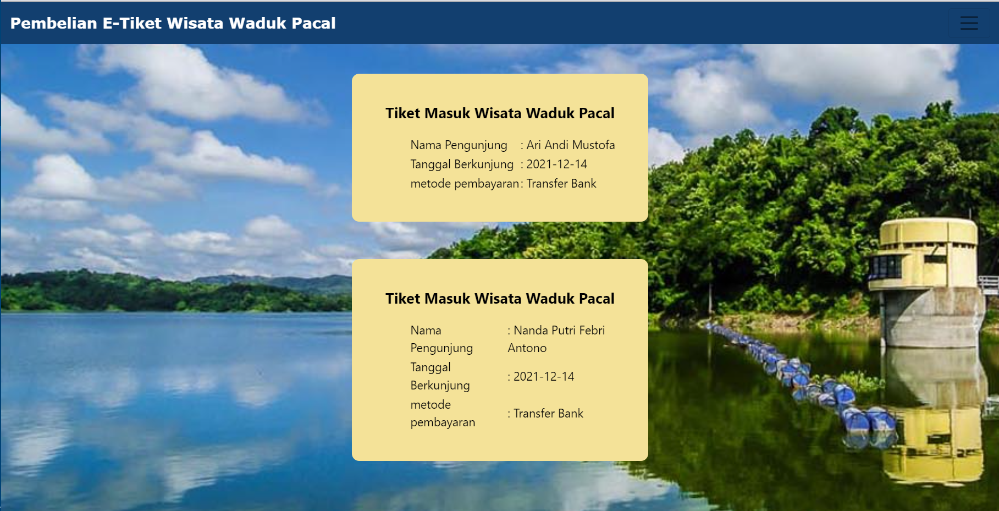 Pembelian E-Tiket Wisata Waduk Pacal
Tiket Masuk Wisata Waduk Pacal
Nama Pengunjung : Ari Andi Mustofa
Tanggal Berkunjung : 2021-12-14
metode pembayaran : Transfer Bank
Tiket Masuk Wisata Waduk Pacal
Nama : Nanda Putri Febri
Pengunjung Antono
Tanggal
Berkunjung : 2021-12-14
metode
pembayaran : Transfer Bank